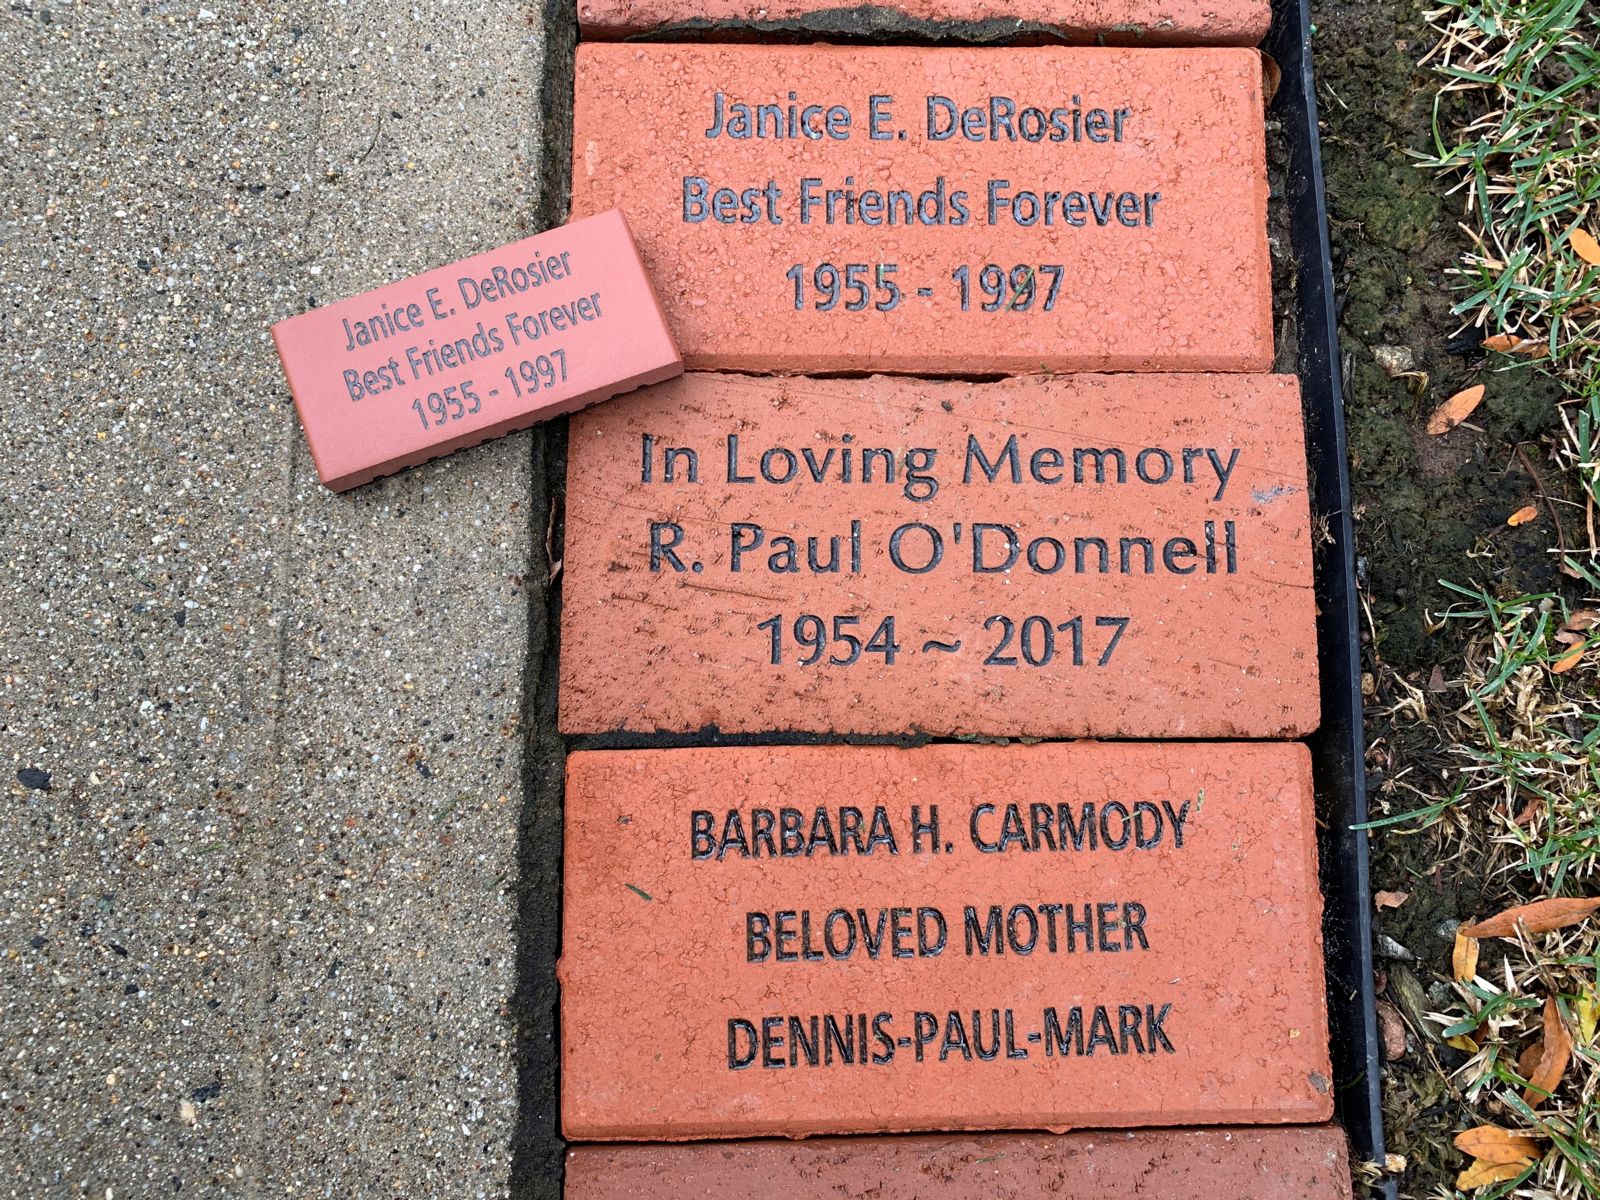 Janice E. DeRosier
Best Friends Forever
1955 - 1997
Janice E. DeRosier
Best Friends Forever
1955 - 1997
In Loving Memory
R. Paul O'Donnell
1954 ~ 2017
BARBARA H. CARMODY
BELOVED MOTHER
DENNIS-PAUL-MARK